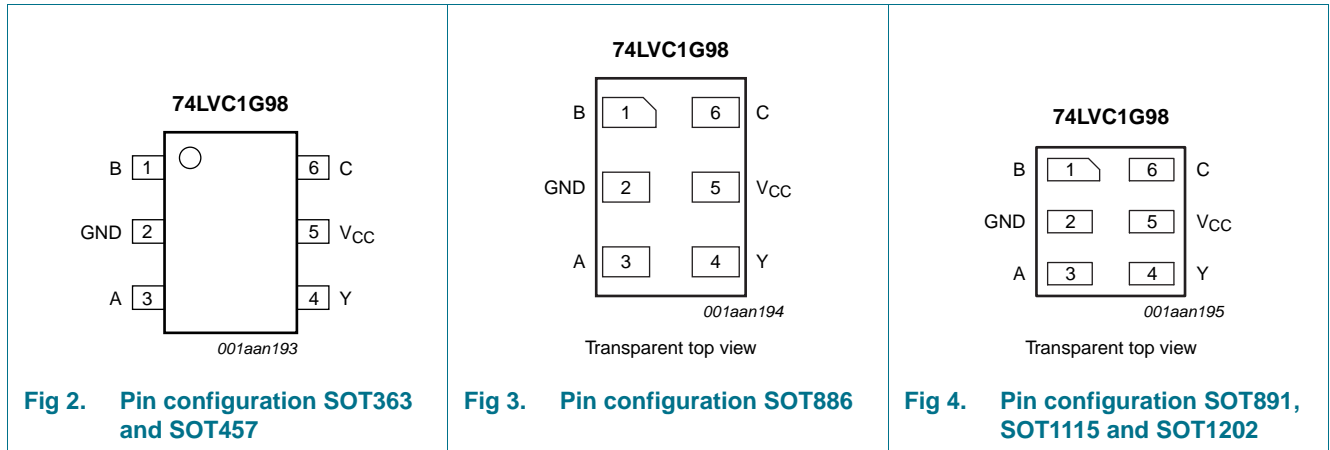 74LVC1G98
B 1 6 C
GND 2 5 VCC
A 3 4 Y
001aan193
Fig 2. Pin configuration SOT363
and SOT457
74LVC1G98
B 1 6 C
GND 2 5 VCC
A 3 4 Y
001aan194
Transparent top view
Fig 3. Pin configuration SOT886
74LVC1G98
B 1 6 C
GND 2 5 VCC
A 3 4 Y
001aan195
Transparent top view
Fig 4. Pin configuration SOT891,
SOT1115 and SOT1202